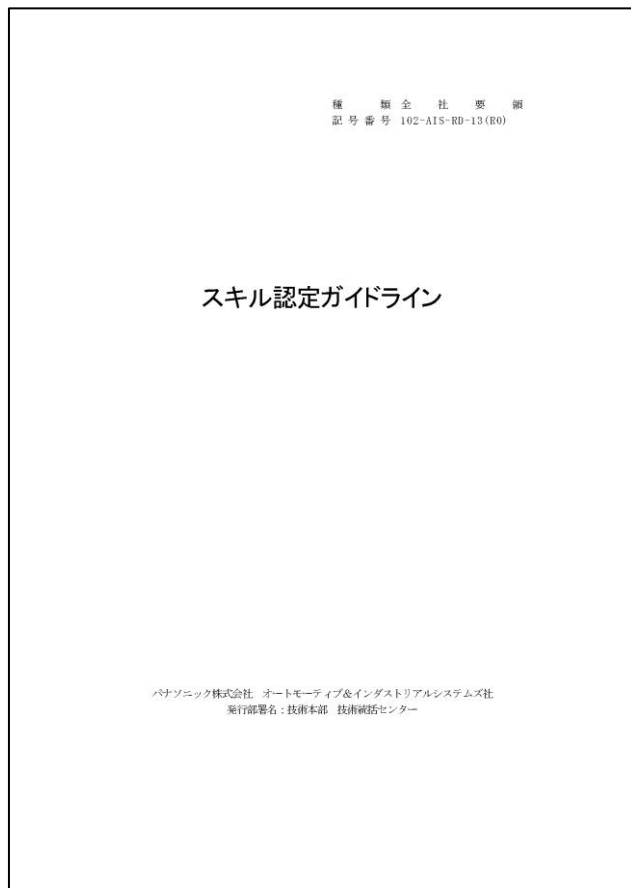 種 類 全 社 要 領
記 号 番 号 102-AIS-RD-13(R0)
スキル認定ガイドライン
パナソニック株式会社 オートモーティブ&インダストリアルシステムズ社
発行部署名：技術本部 技術統括センター